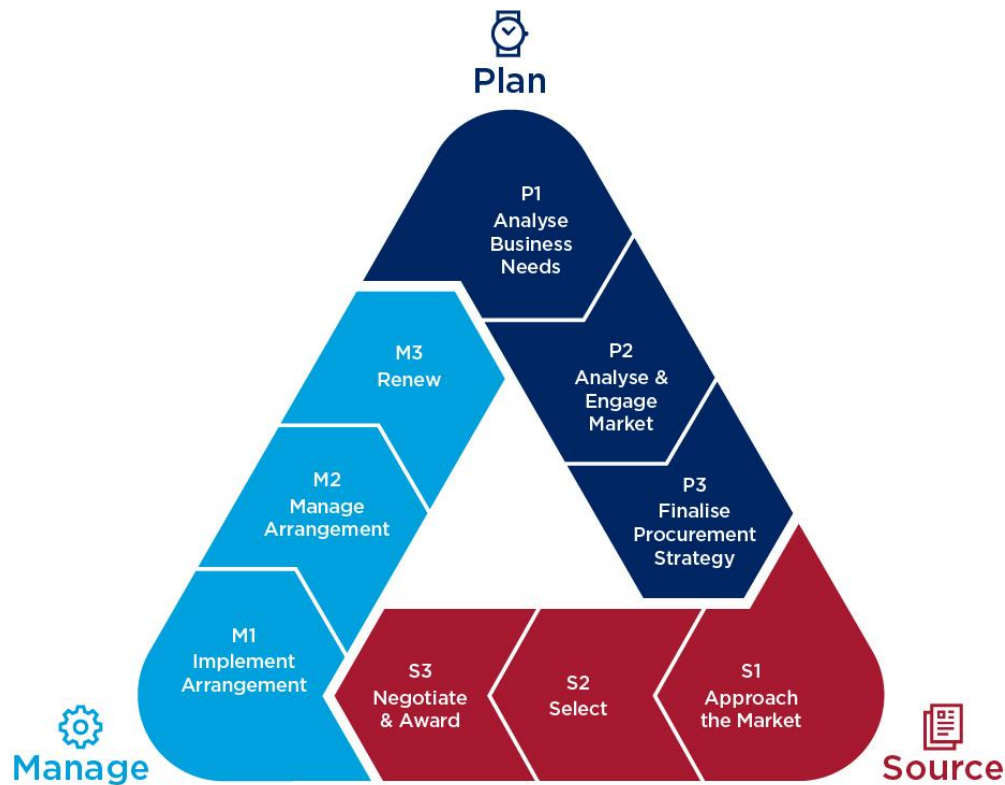 Plan
P1
Analyse
Business
Needs
P2
Analyse &
Engage
Market
P3
Finalise
Procurement
Strategy
Source
S1
Approach
the Market
S2
Select
S3
Negotiate
& Award
Manage
M1
Implement
Arrangement
M2
Manage
Arrangement
M3
Renew